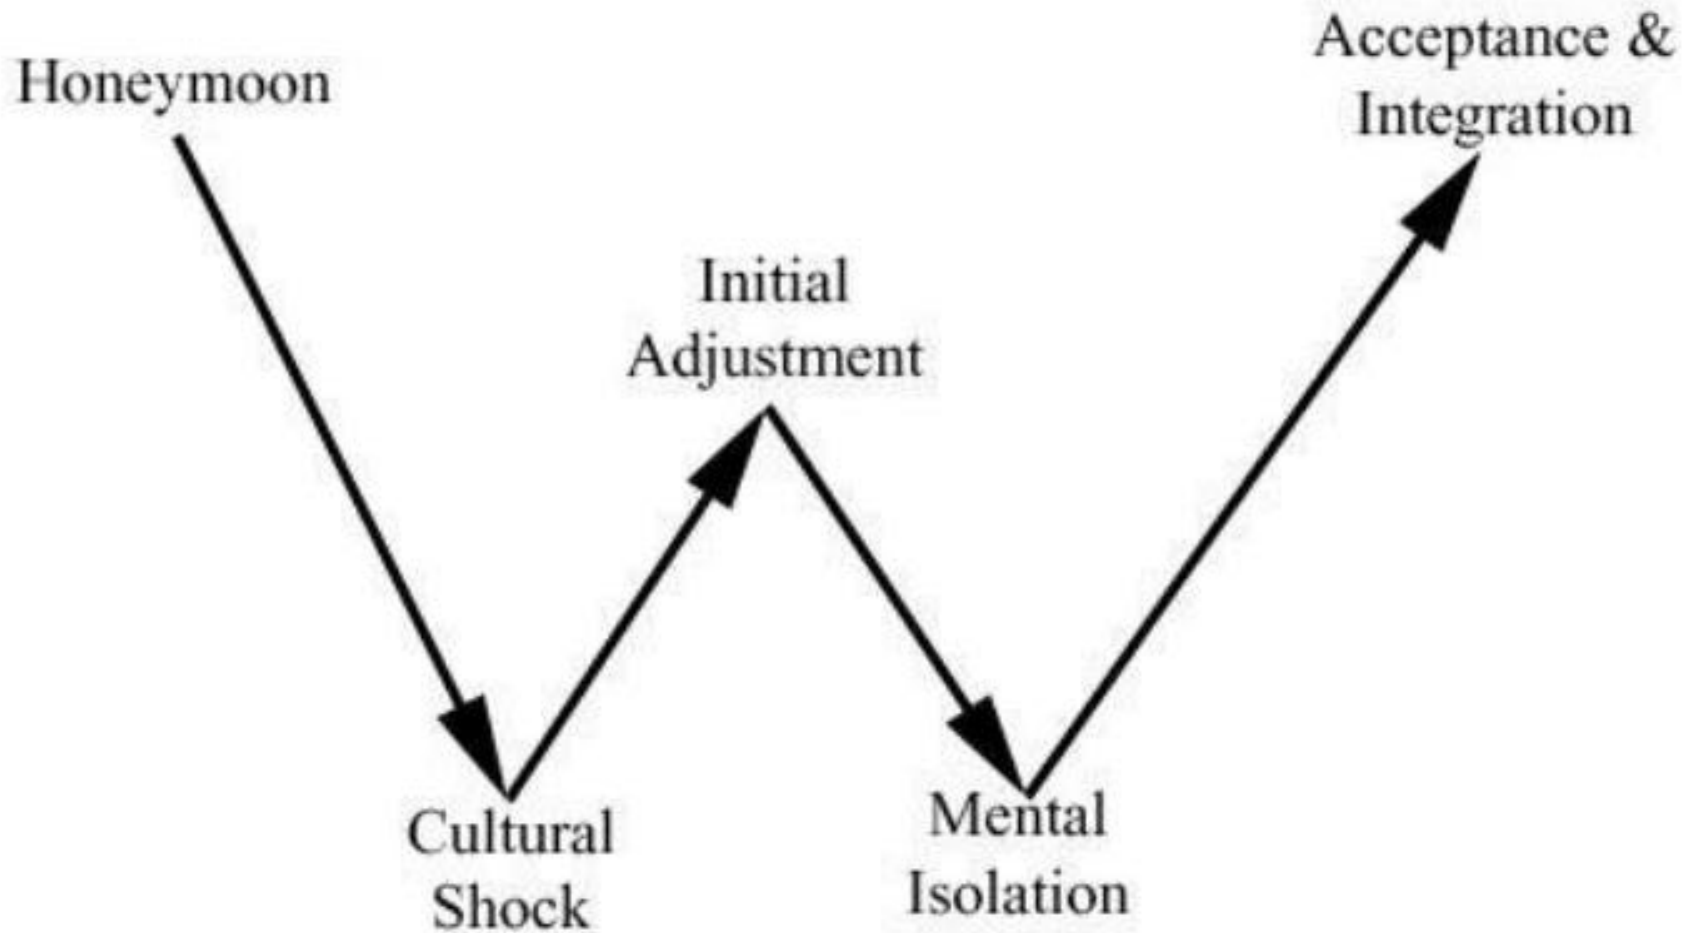 Honeymoon
Cultural
Shock
Initial
Adjustment
Mental
Isolation
Acceptance &
Integration